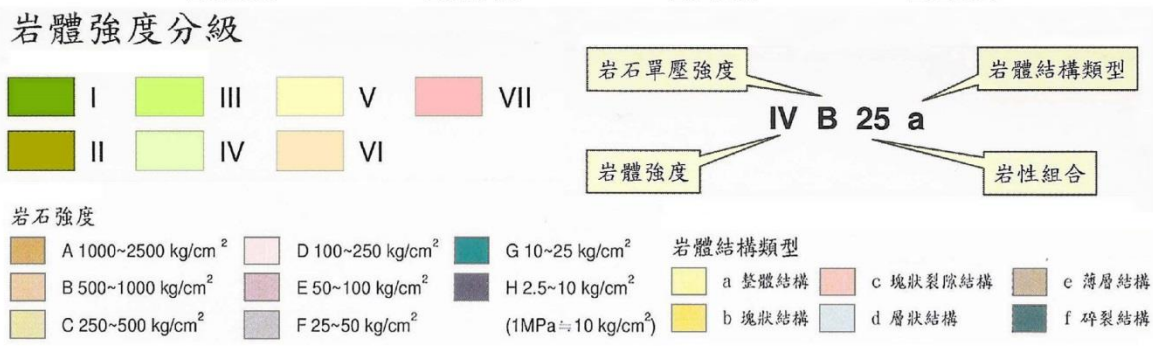 岩體強度分級
I III V VII
II IV VI
岩石單壓強度 岩體結構類型
IV B 25 a
岩體強度 岩性組合
岩石強度
A 1000~2500 kg/cm² D 100~250 kg/cm² G 10~25 kg/cm²
B 500~1000 kg/cm² E 50~100 kg/cm² H 2.5~10 kg/cm²
C 250~500 kg/cm² F 25~50 kg/cm² (1MPa≒10 kg/cm²)
岩體結構類型
a 整體結構 c 塊狀裂隙結構 e 薄層結構
b 塊狀結構 d 層狀結構 f 碎裂結構